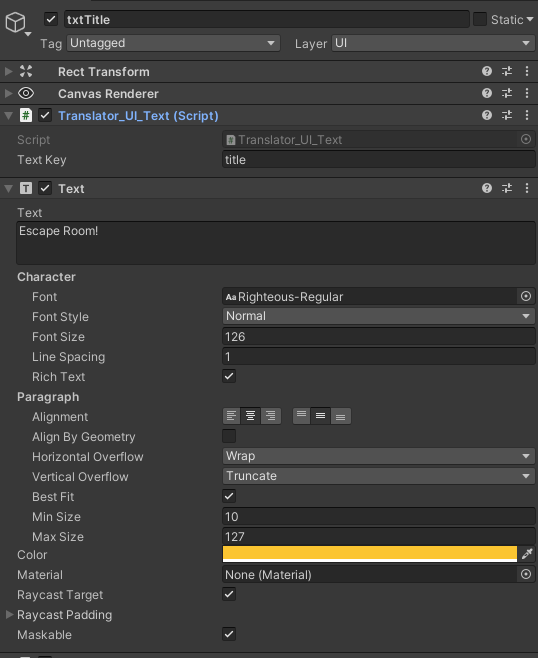 txtTitle Static
Tag Untagged Layer UI
Rect Transform
Canvas Renderer
# Translator_UI_Text (Script)
Script # Translator_UI_Text
Text Key title
T Text
Text
Escape Room!
Character
Font Aa Righteous-Regular
Font Style Normal
Font Size 126
Line Spacing 1
Rich Text
Paragraph
Alignment
Align By Geometry
Horizontal Overflow Wrap
Vertical Overflow Truncate
Best Fit
Min Size 10
Max Size 127
Color
Material None (Material)
Raycast Target
Raycast Padding
Maskable